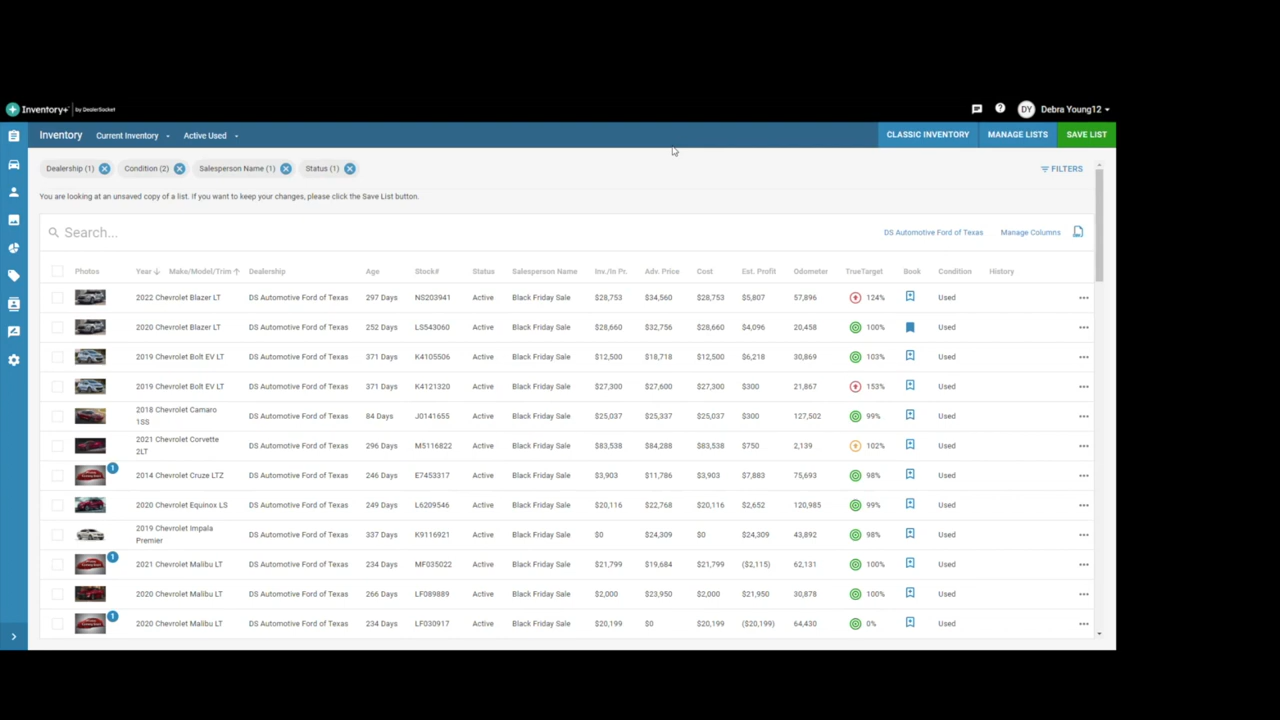 Inventory+ by DealerSocket
DY Debra Young12
Inventory Current Inventory Active Used CLASSIC INVENTORY MANAGE LISTS SAVE LIST
Dealership (1) Condition (2) Salesperson Name (1) Status (1) FILTERS
You are looking at an unsaved copy of a list. If you want to keep your changes, please click the Save List button.
Search... DS Automotive Ford of Texas Manage Columns
Photos Year Make/Model/Trim Dealership Age Stock# Status Salesperson Name Inv./In Pr. Adv. Price Cost Est. Profit Odometer TrueTarget Book Condition History
2022 Chevrolet Blazer LT DS Automotive Ford of Texas 297 Days NS203941 Active Black Friday Sale $28,753 $34,560 $28,753 $5,807 57,896 124% Used
2020 Chevrolet Blazer LT DS Automotive Ford of Texas 252 Days LS543060 Active Black Friday Sale $28,660 $32,756 $28,660 $4,096 20,458 100% Used
2019 Chevrolet Bolt EV LT DS Automotive Ford of Texas 371 Days K4105506 Active Black Friday Sale $12,500 $18,718 $12,500 $6,218 30,869 103% Used
2019 Chevrolet Bolt EV LT DS Automotive Ford of Texas 371 Days K4121320 Active Black Friday Sale $27,300 $27,600 $27,300 $300 21,867 153% Used
2018 Chevrolet Camaro
1SS DS Automotive Ford of Texas 84 Days J0141655 Active Black Friday Sale $25,037 $25,337 $25,037 $300 127,502 99% Used
2021 Chevrolet Corvette
2LT DS Automotive Ford of Texas 296 Days M5116822 Active Black Friday Sale $83,538 $84,288 $83,538 $750 2,139 102% Used
1 2014 Chevrolet Cruze LTZ DS Automotive Ford of Texas 246 Days E7453317 Active Black Friday Sale $3,903 $11,786 $3,903 $7,883 75,693 98% Used
2020 Chevrolet Equinox LS DS Automotive Ford of Texas 249 Days L6209546 Active Black Friday Sale $20,116 $22,768 $20,116 $2,652 120,985 99% Used
2019 Chevrolet Impala
Premier DS Automotive Ford of Texas 337 Days K9116921 Active Black Friday Sale $0 $24,309 $0 $24,309 43,892 98% Used
1 2021 Chevrolet Malibu LT DS Automotive Ford of Texas 234 Days MF035022 Active Black Friday Sale $21,799 $19,684 $21,799 ($2,115) 62,131 100% Used
2020 Chevrolet Malibu LT DS Automotive Ford of Texas 266 Days LF089889 Active Black Friday Sale $2,000 $23,950 $2,000 $21,950 30,878 100% Used
1 2020 Chevrolet Malibu LT DS Automotive Ford of Texas 234 Days LF030917 Active Black Friday Sale $20,199 $0 $20,199 ($20,199) 64,430 0% Used